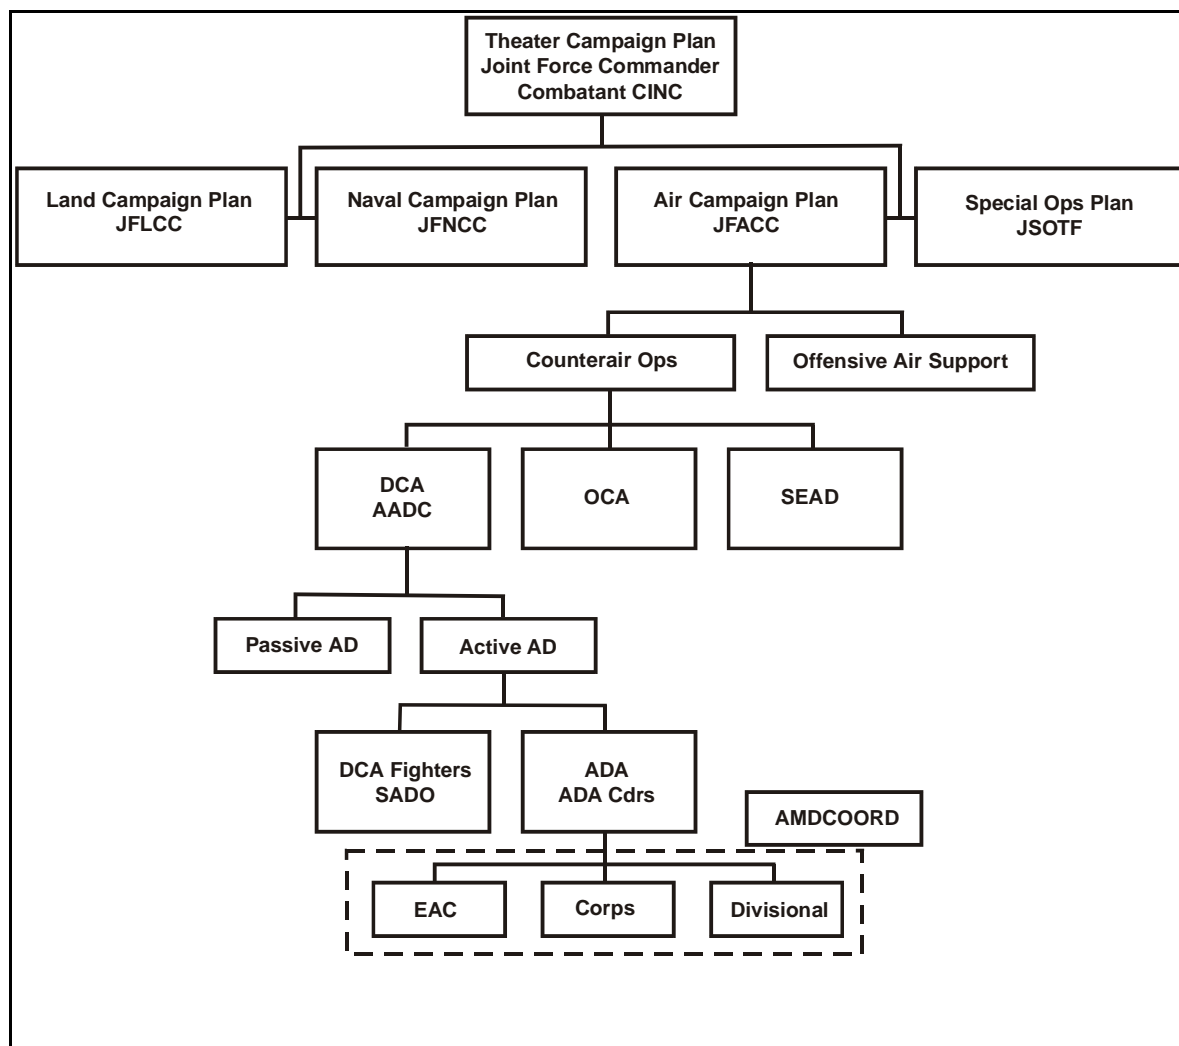 Theater Campaign Plan
Joint Force Commander
Combatant CINC
Land Campaign Plan
JFLCC
Naval Campaign Plan
JFNCC
Air Campaign Plan
JFACC
Special Ops Plan
JSOTF
Counterair Ops
Offensive Air Support
DCA
AADC
OCA
SEAD
Passive AD
Active AD
DCA Fighters
SADO
ADA
ADA Cdrs
AMDCOORD
EAC
Corps
Divisional